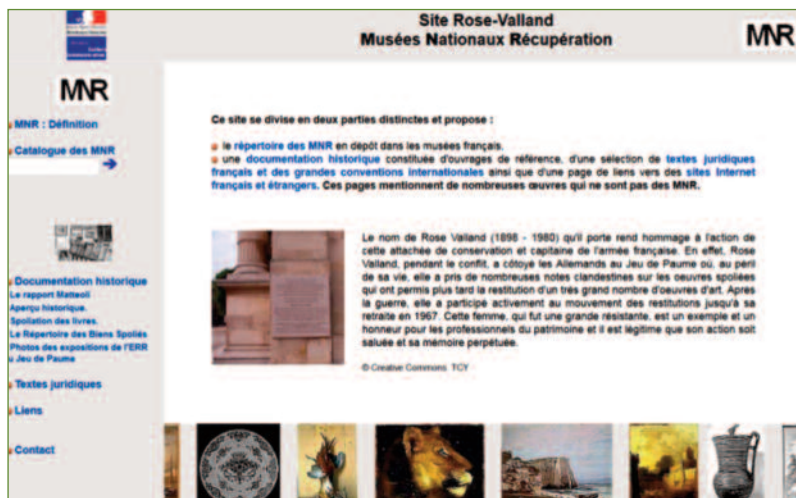 Site Rose-Valland
Musées Nationaux Récupération
MNR
MNR
MNR : Définition
Catalogue des MNR
Documentation historique
Le rapport Matteoli
Aperçu historique.
Spoliation des livres.
Le Répertoire des Biens Spoliés
Photos des expositions de l'ERR
u Jeu de Paume
Textes juridiques
Liens
Contact
Ce site se divise en deux parties distinctes et propose :
le répertoire des MNR en dépôt dans les musées français.
une documentation historique constituée d'ouvrages de référence, d'une sélection de textes juridiques
français et des grandes conventions internationales ainsi que d'une page de liens vers des sites Internet
français et étrangers. Ces pages mentionnent de nombreuses œuvres qui ne sont pas des MNR.
Le nom de Rose Valland (1898 - 1980) qu'il porte rend hommage à l'action de
cette attachée de conservation et capitaine de l'armée française. En effet, Rose
Valland, pendant le conflit, a côtoyé les Allemands au Jeu de Paume où, au péril
de sa vie, elle a pris de nombreuses notes clandestines sur les oeuvres spoliées
qui ont permis plus tard la restitution d'un très grand nombre d'oeuvres d'art. Après
la guerre, elle a participé activement au mouvement des restitutions jusqu'à sa
retraite en 1967. Cette femme, qui fut une grande résistante, est un exemple et un
honneur pour les professionnels du patrimoine et il est légitime que son action soit
saluée et sa mémoire perpétuée.
© Creative Commons TCY